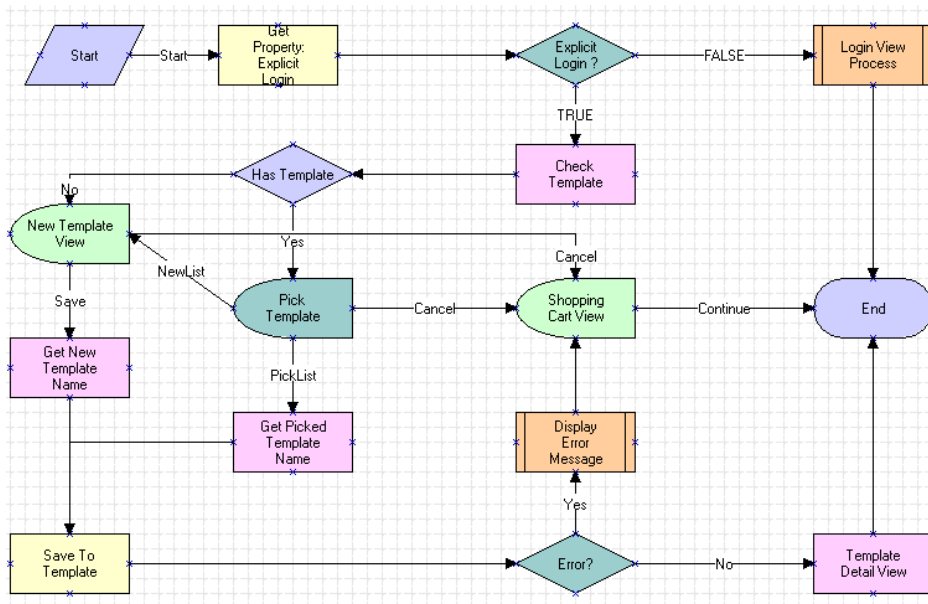 Start
Start
Get
Property:
Explicit
Login
Explicit
Login ?
FALSE
Login View
Process
TRUE
Has Template
Check
Template
No
New Template
View
Yes
NewList
Cancel
Pick
Template
Cancel
Shopping
Cart View
Continue
End
Save
Get New
Template
Name
PickList
Get Picked
Template
Name
Display
Error
Message
Yes
Save To
Template
Error?
No
Template
Detail View